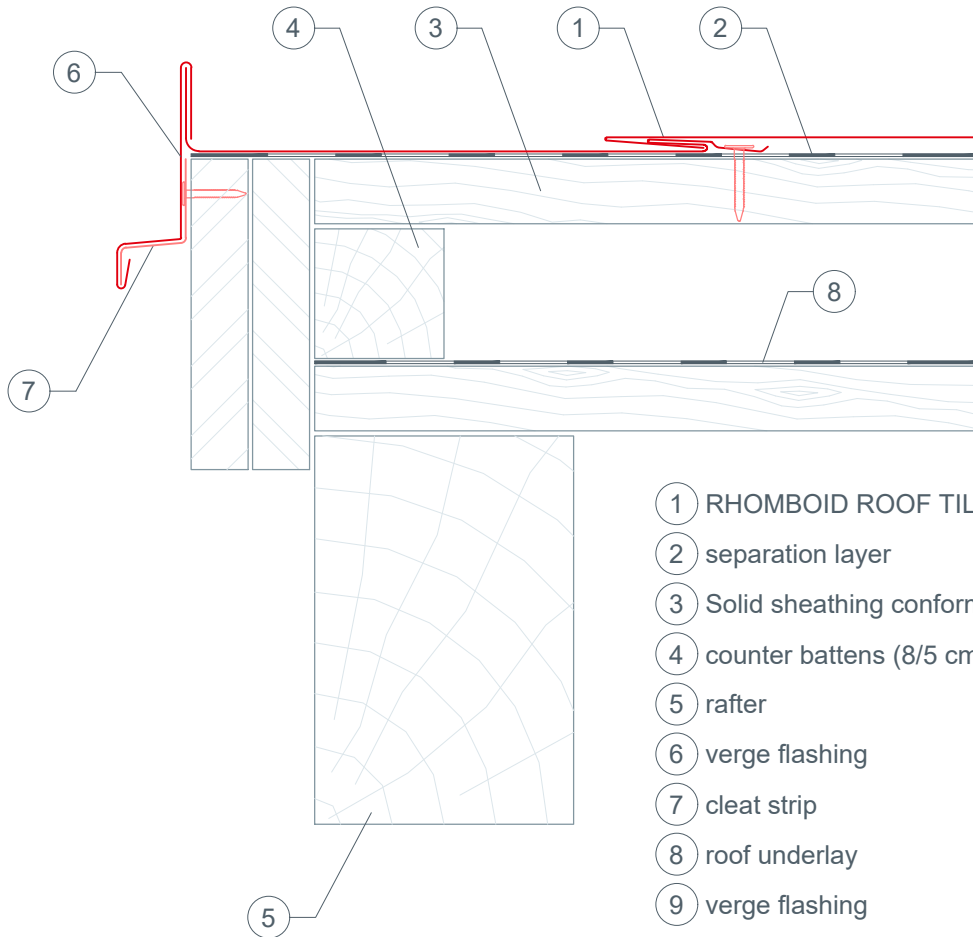 4
3
1
2
6
8
7
1 RHOMBOID ROOF TIL
2 separation layer
3 Solid sheathing
4 counter battens (8/5 cm
5 rafter
6 verge flashing
7 cleat strip
8 roof underlay
9 verge flashing
5